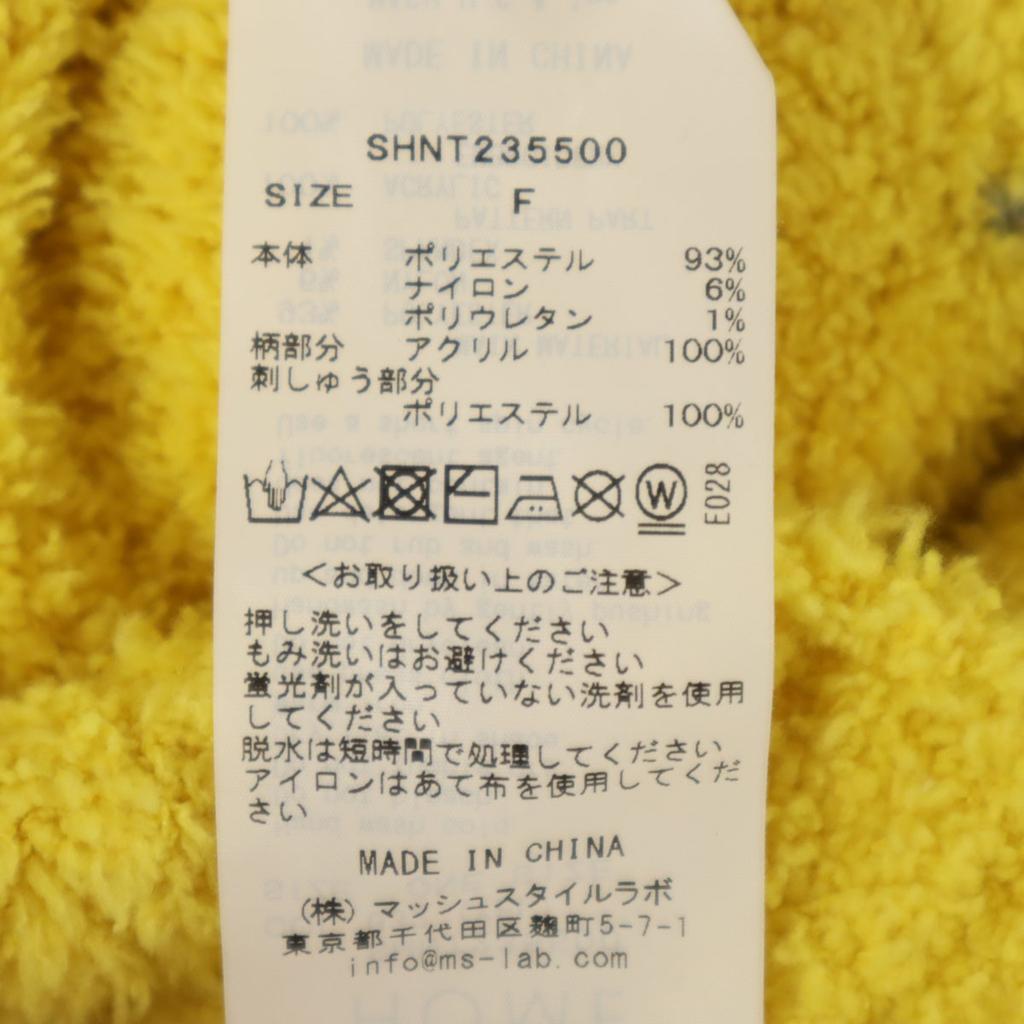 SHNT235500
SIZE F
本体 ポリエステル 93%
ナイロン 6%
ポリウレタン 1%
柄部分 アクリル 100%
刺しゅう部分
ポリエステル 100%
W E028
<お取り扱い上のご注意>
押し洗いをしてください
もみ洗いはお避けください
蛍光剤が入っていない洗剤を使用
してください
脱水は短時間で処理してください
アイロンはあて布を使用してくだ
さい
MADE IN CHINA
(株)マッシュスタイルラボ
東京都千代田区麹町5-7-1
info@ms-lab.com